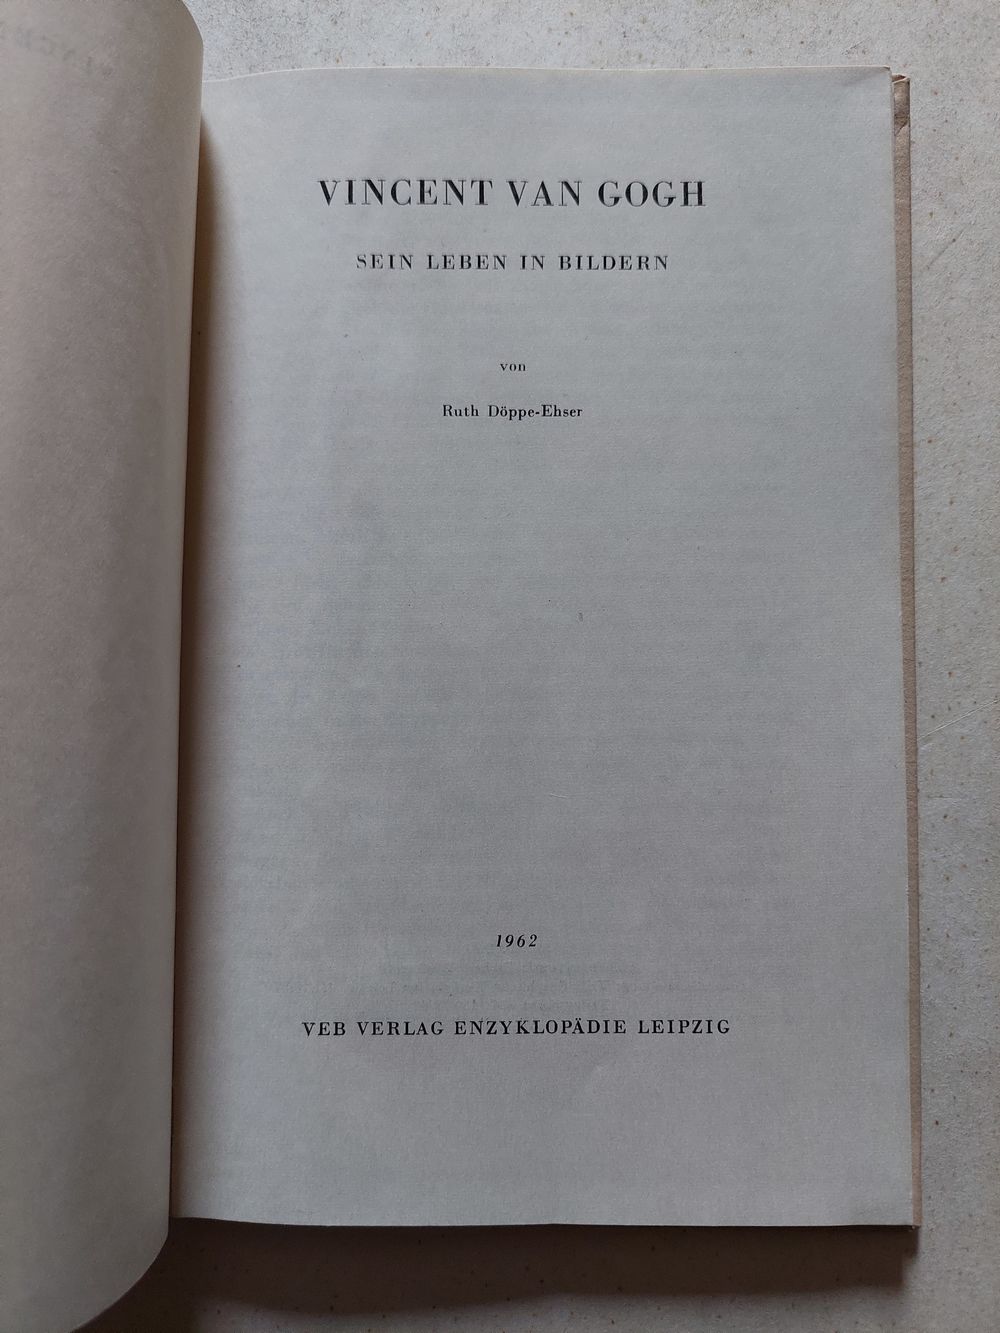 VINCENT VAN GOGH
SEIN LEBEN IN BILDERN
von
Ruth Döppe-Ehser
1962
VEB VERLAG ENZYKLOPÄDIE LEIPZIG